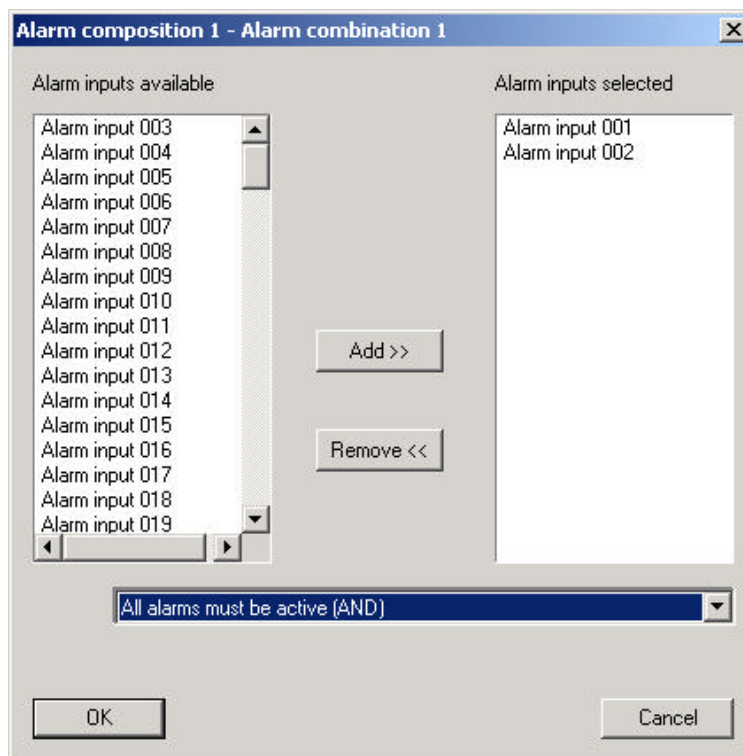 Alarm composition 1 - Alarm combination 1
Alarm inputs available
Alarm input 003
Alarm input 004
Alarm input 005
Alarm input 006
Alarm input 007
Alarm input 008
Alarm input 009
Alarm input 010
Alarm input 011
Alarm input 012
Alarm input 013
Alarm input 014
Alarm input 015
Alarm input 016
Alarm input 017
Alarm input 018
Alarm input 019
Add >>
Remove <<
Alarm inputs selected
Alarm input 001
Alarm input 002
All alarms must be active (AND)
OK
Cancel